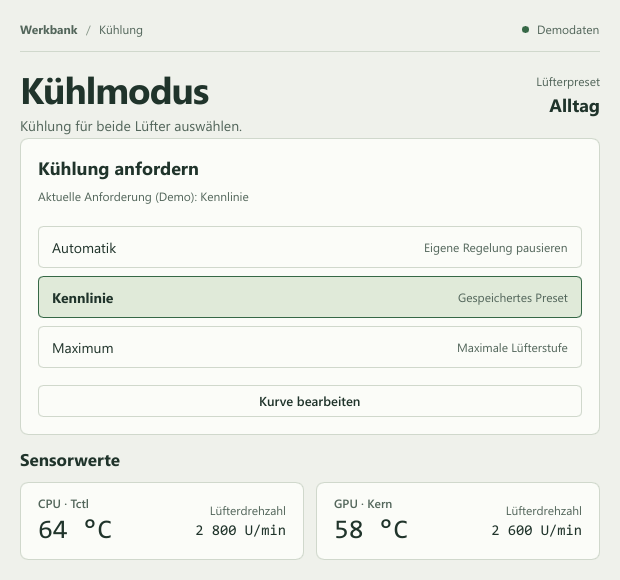 Werkbank / Kühlung
Demodaten
Kühlmodus
Kühlung für beide Lüfter auswählen.
Lüfterpreset
Alltag
Kühlung anfordern
Aktuelle Anforderung (Demo): Kennlinie
Automatik
Eigene Regelung pausieren
Kennlinie
Gespeichertes Preset
Maximum
Maximale Lüfterstufe
Kurve bearbeiten
Sensorwerte
CPU · Tctl
64 °C
Lüfterdrehzahl
2 800 U/min
GPU · Kern
58 °C
Lüfterdrehzahl
2 600 U/min